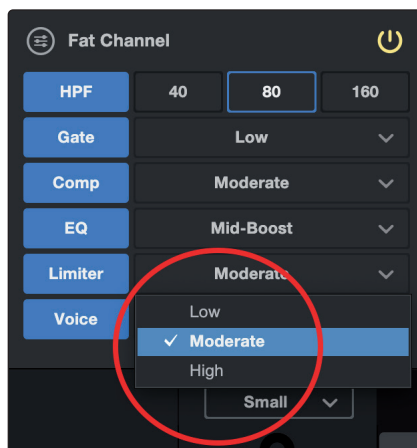 Fat Channel
HPF 40 80 160
Gate Low
Comp Moderate
EQ Mid-Boost
Limiter Moderate
Voice
Low
✓ Moderate
High
Small